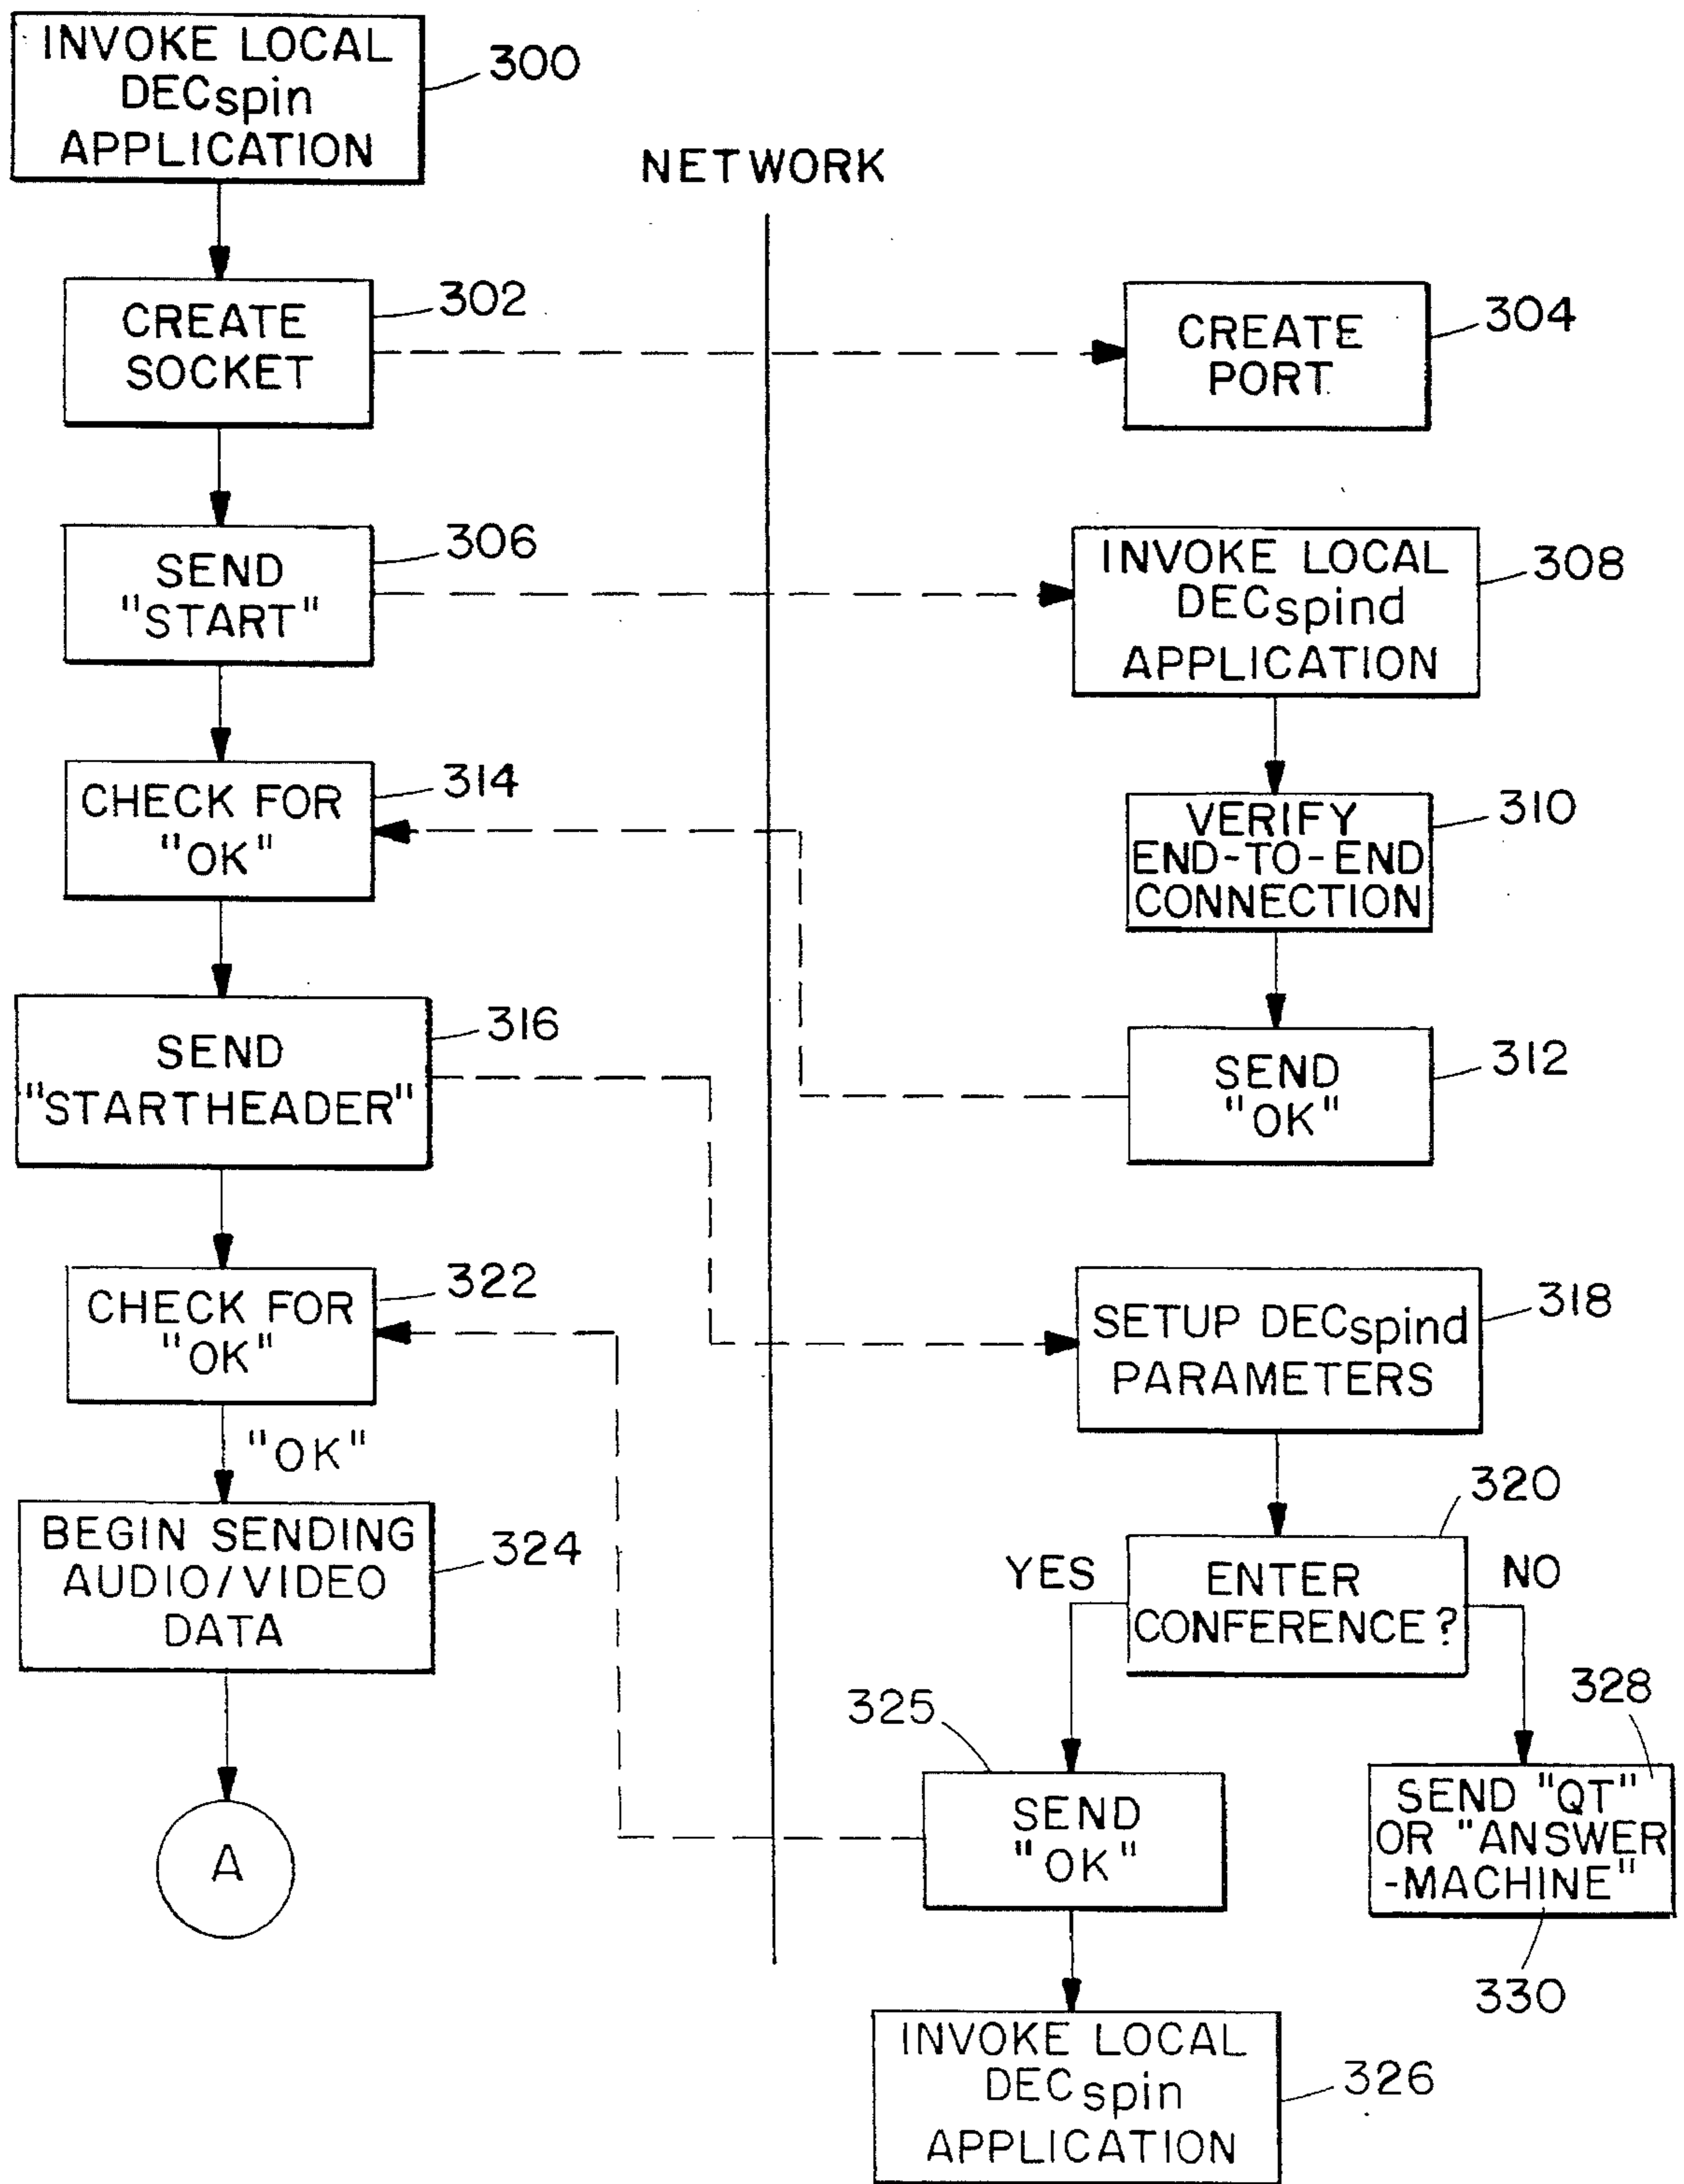 INVOKE LOCAL
DECspin
APPLICATION
300
NETWORK
CREATE
SOCKET
302
CREATE
PORT
304
SEND
"START"
306
INVOKE LOCAL
DECspind
APPLICATION
308
CHECK FOR
"OK"
314
VERIFY
END-TO-END
CONNECTION
310
SEND
"STARTHEADER"
316
SEND
"OK"
312
CHECK FOR
"OK"
322
SETUP DECspind
PARAMETERS
318
"OK"
BEGIN SENDING
AUDIO/VIDEO
DATA
324
320
YES
ENTER
CONFERENCE?
NO
325
328
SEND
"OK"
SEND "QT"
OR "ANSWER
-MACHINE"
330
A
INVOKE LOCAL
DECspin
APPLICATION
326